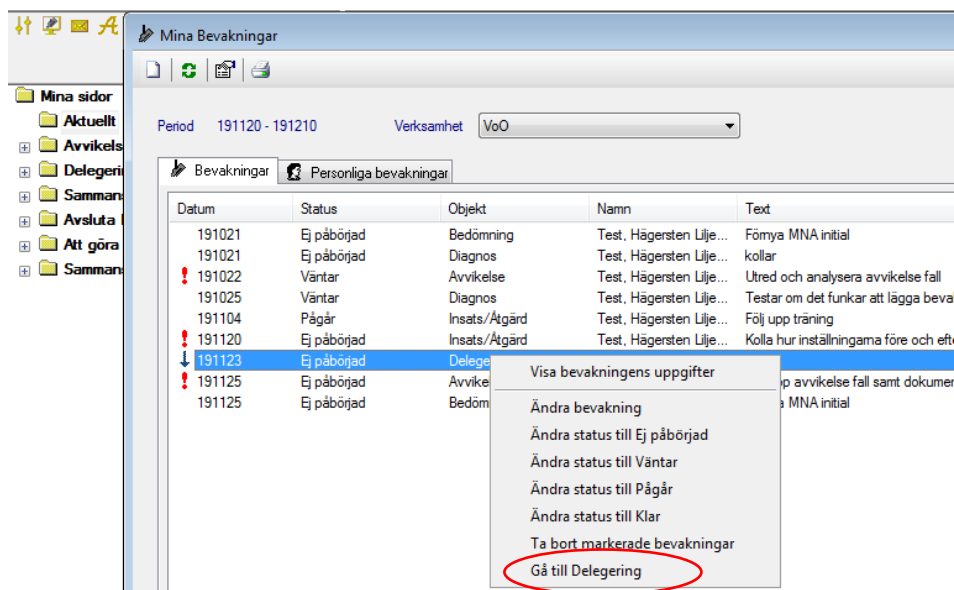 Mina Bevakningar
Mina sidor
Aktuellt
Avvikels
Delegeri
Samman
Avsluta
Att göra
Samman
Period 191120 - 191210 Verksamhet VoO
Bevakningar Personliga bevakningar
Datum Status Objekt Namn Text
191021 Ej påbörjad Bedömning Test, Hägersten Lilje... Förnya MNA initial
191021 Ej påbörjad Diagnos Test, Hägersten Lilje... kollar
191022 Väntar Avvikelse Test, Hägersten Lilje... Utred och analysera avvikelse fall
191025 Väntar Diagnos Test, Hägersten Lilje... Testar om det funkar att lägga beva
191104 Pågår Insats/Åtgärd Test, Hägersten Lilje... Följ upp träning
191120 Ej påbörjad Insats/Åtgärd Test, Hägersten Lilje... Kolla hur inställningarna före och efte
191123 Ej påbörjad Delege
191125 Ej påbörjad Avvike p avvikelse fall samt dokumer
191125 Ej påbörjad Bedöm MNA initial
Visa bevakningens uppgifter
Ändra bevakning
Ändra status till Ej påbörjad
Ändra status till Väntar
Ändra status till Pågår
Ändra status till Klar
Ta bort markerade bevakningar
Gå till Delegering